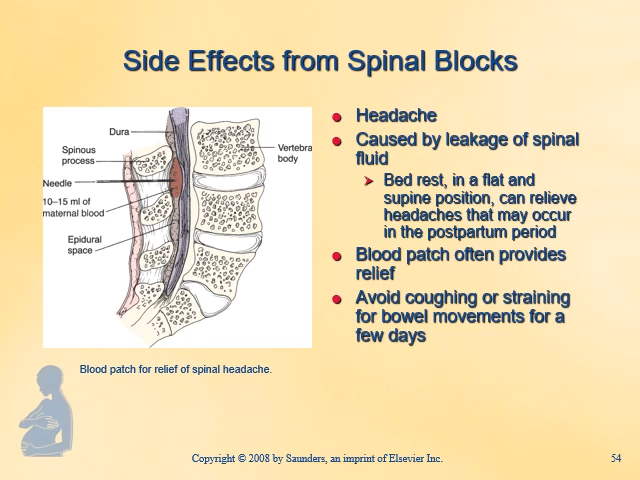 Side Effects from Spinal Blocks
Dura
Spinous
process
Needle
10–15 ml of
maternal blood
Epidural
space
Vertebra
body
Blood patch for relief of spinal headache.
Headache
Caused by leakage of spinal
fluid
Bed rest, in a flat and
supine position, can relieve
headaches that may occur
in the postpartum period
Blood patch often provides
relief
Avoid coughing or straining
for bowel movements for a
few days
Copyright © 2008 by Saunders, an imprint of Elsevier Inc.
54